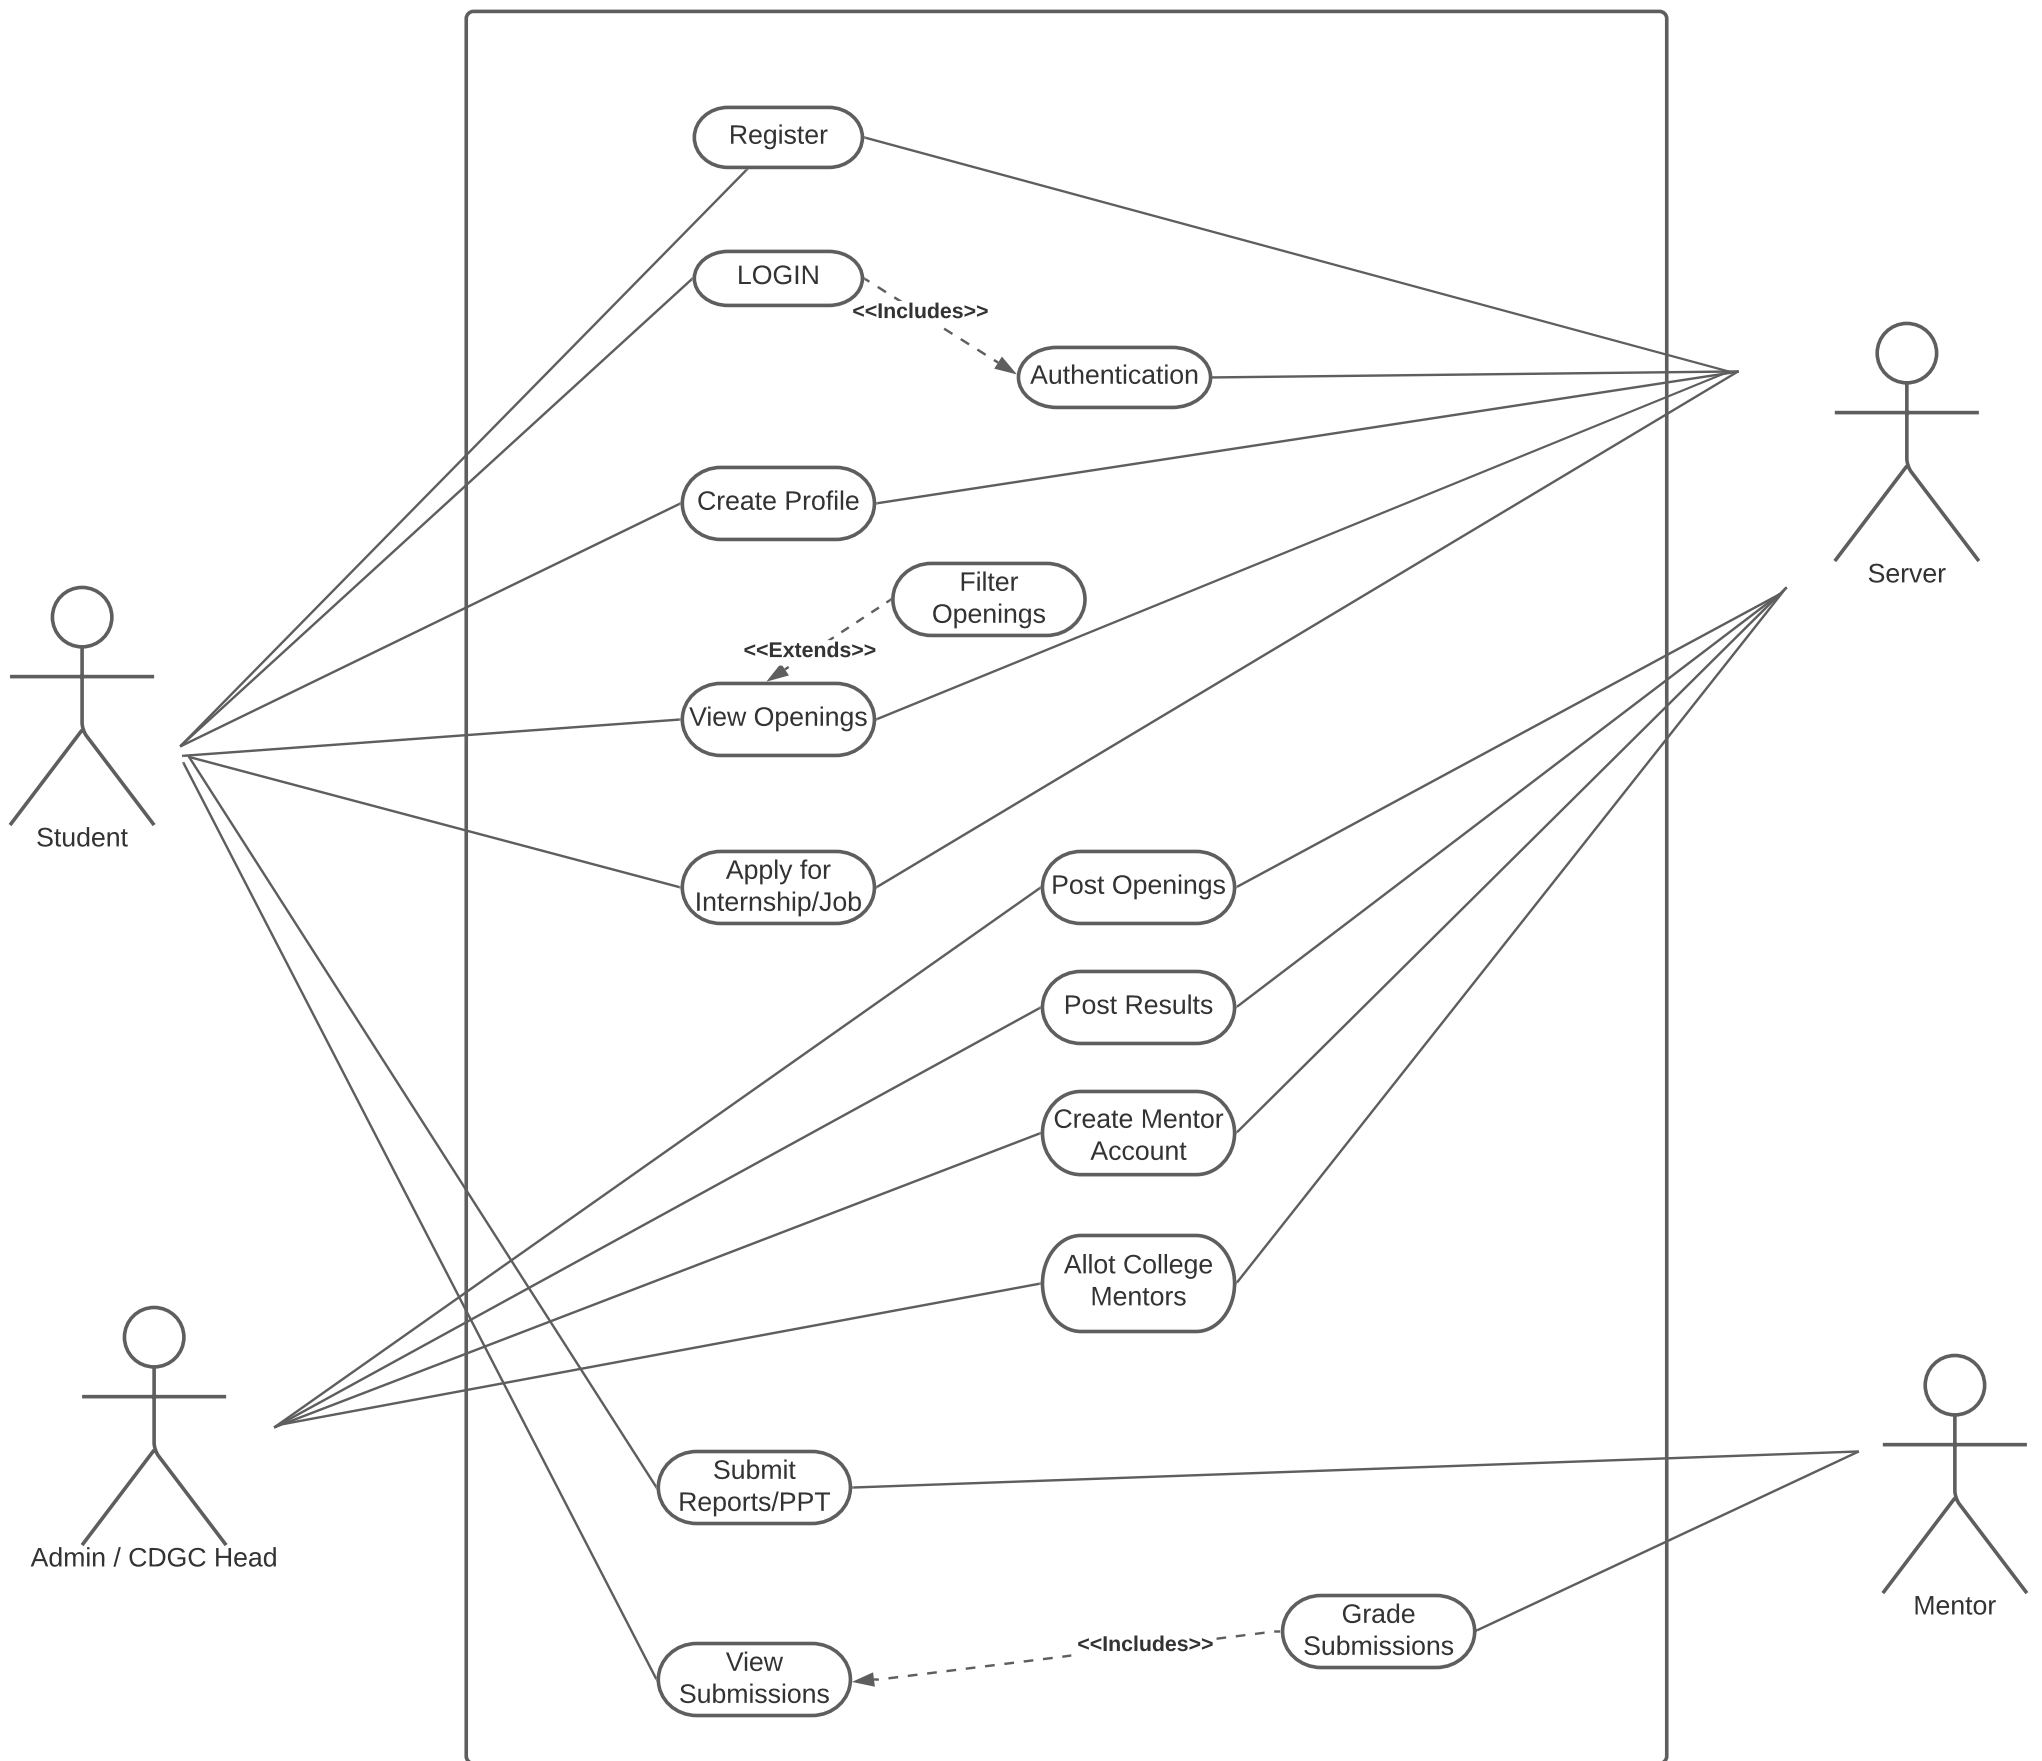 Register
LOGIN
<<Includes>>
Authentication
Create Profile
Filter
Openings
<<Extends>>
View Openings
Server
Student
Apply for
Internship/Job
Post Openings
Post Results
Create Mentor
Account
Allot College
Mentors
Submit
Reports/PPT
Admin / CDGC Head
Grade
Submissions
Mentor
<<Includes>>
View
Submissions